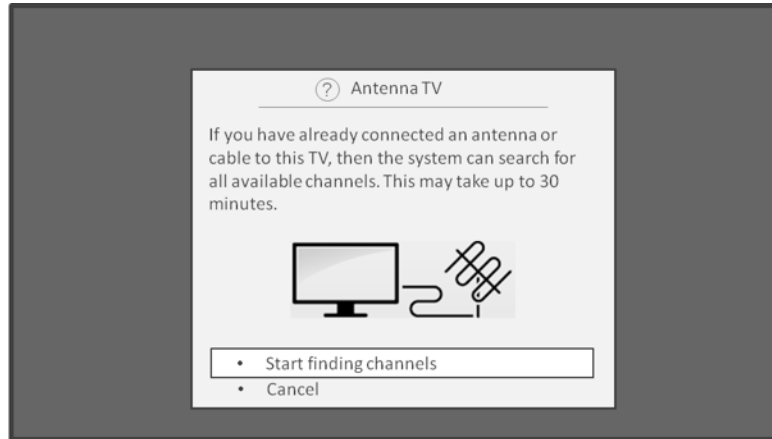 ? Antenna TV
If you have already connected an antenna or
cable to this TV, then the system can search for
all available channels. This may take up to 30
minutes.
• Start finding channels
• Cancel